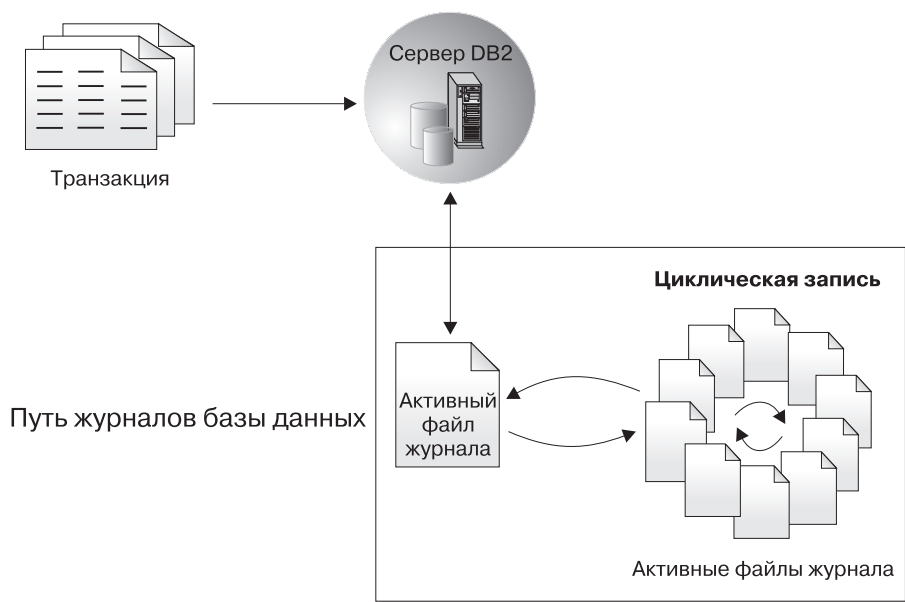 Сервер DB2
Транзакция
Циклическая запись
Путь журналов базы данных
Активный
файл
журнала
Активные файлы журнала